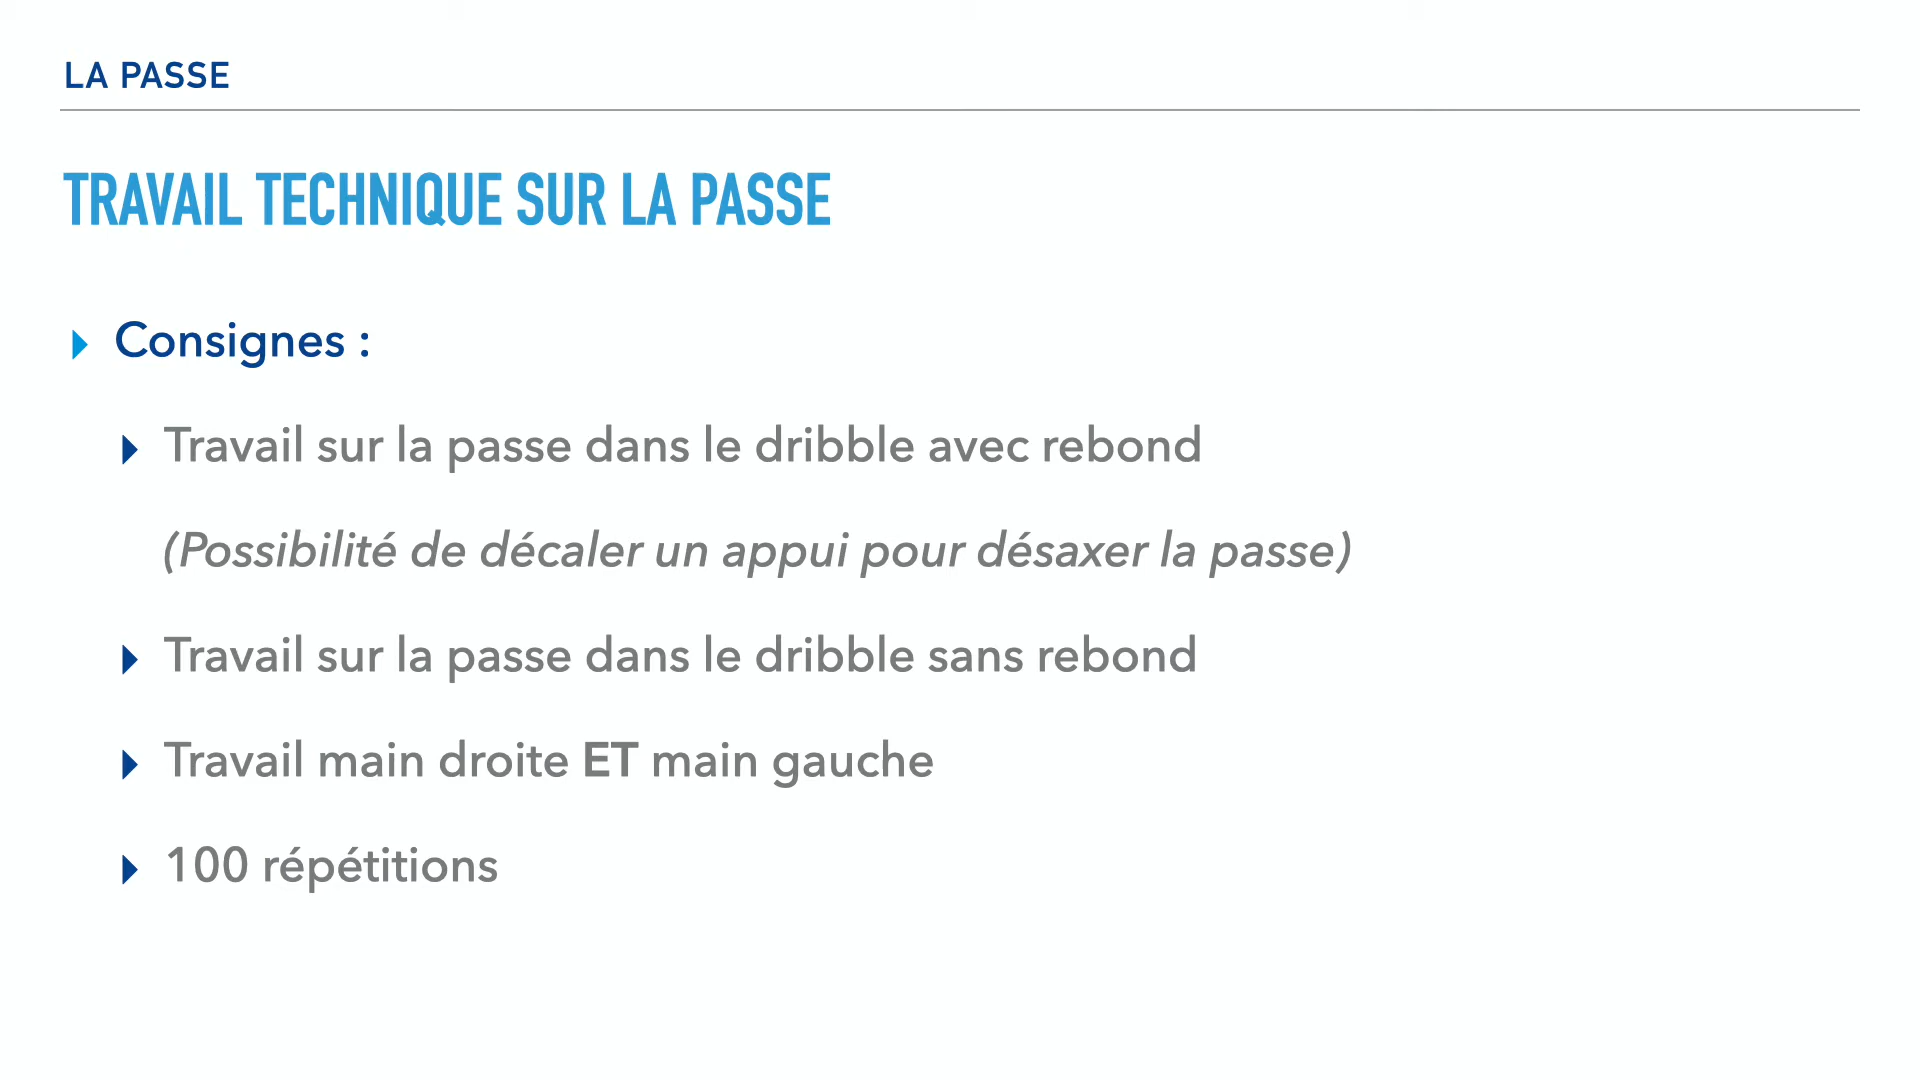 LA PASSE
TRAVAIL TECHNIQUE SUR LA PASSE
Consignes :
Travail sur la passe dans le dribble avec rebond
(Possibilité de décaler un appui pour désaxer la passe)
Travail sur la passe dans le dribble sans rebond
Travail main droite ET main gauche
100 répétitions